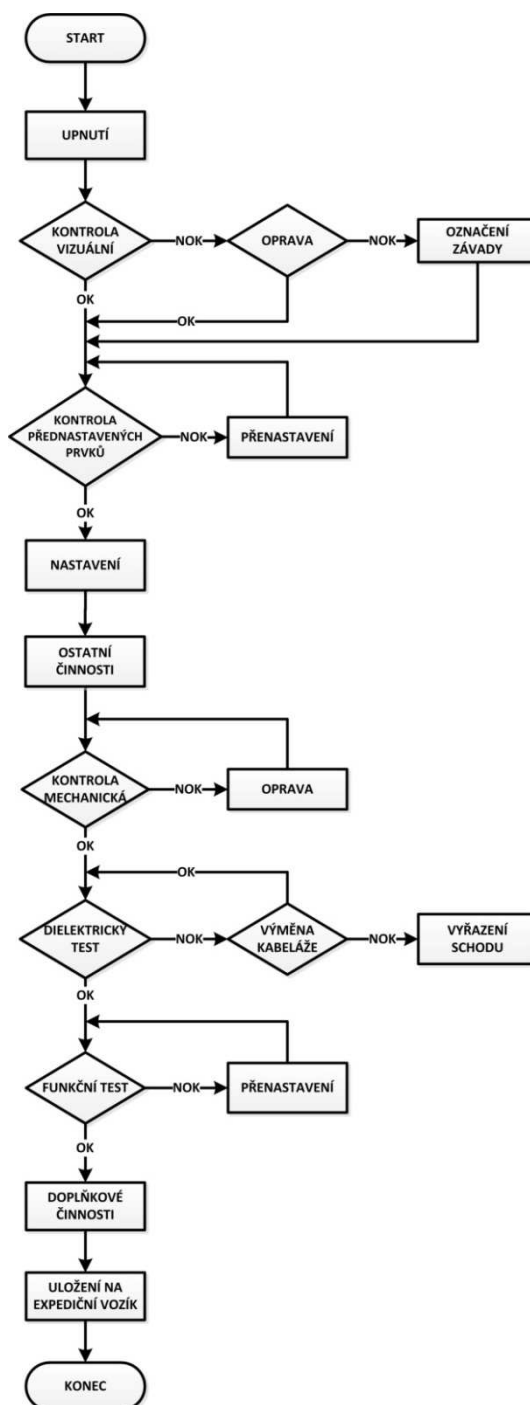 START
UPNUTÍ
KONTROLA
VIZUÁLNÍ
NOK
OPRAVA
NOK
OZNAČENÍ
ZÁVADY
OK
OK
KONTROLA
PŘEDNASTAVENÝCH
PRVKŮ
NOK
PŘENASTAVENÍ
OK
NASTAVENÍ
OSTATNÍ
ČINNOSTI
KONTROLA
MECHANICKÁ
NOK
OPRAVA
OK
OK
DIELEKTRICKÝ
TEST
NOK
VÝMĚNA
KABELÁŽE
NOK
VYŘAZENÍ
SCHODU
OK
FUNKČNÍ TEST
NOK
PŘENASTAVENÍ
OK
DOPLŇKOVÉ
ČINNOSTI
ULOŽENÍ NA
EXPEDIČNÍ VOZÍK
KONEC